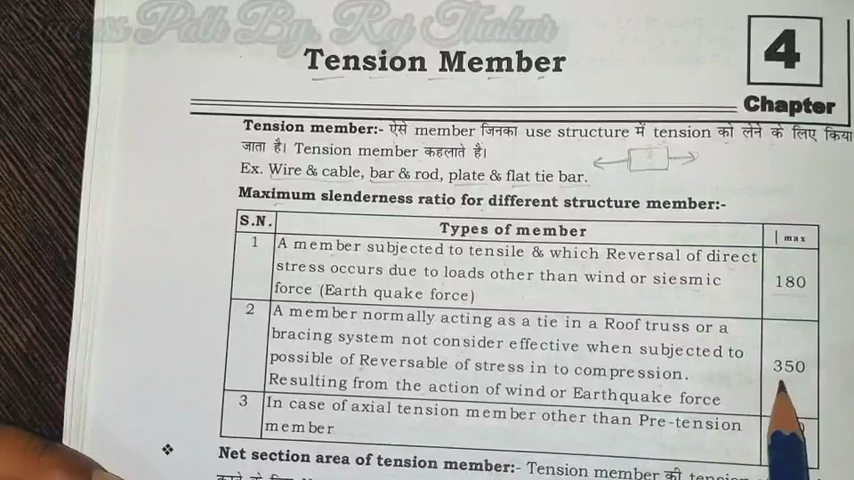 Success Path By. Raj Thakur
4
Tension Member
Chapter
Tension member:- ऐसे member जिनका use structure में tension को लेने के लिए किया
जाता है। Tension member कहलाते है।
Ex. Wire & cable, bar & rod, plate & flat tie bar.
Maximum slenderness ratio for different structure member:-
S.N. Types of member | max
1 A member subjected to tensile & which Reversal of direct
stress occurs due to loads other than wind or siesmic 180
force (Earth quake force)
2 A member normally acting as a tie in a Roof truss or a
bracing system not consider effective when subjected to
possible of Reversable of stress in to compression. 350
Resulting from the action of wind or Earthquake force
3 In case of axial tension member other than Pre-tension
member
❖ Net section area of tension member:- Tension member की